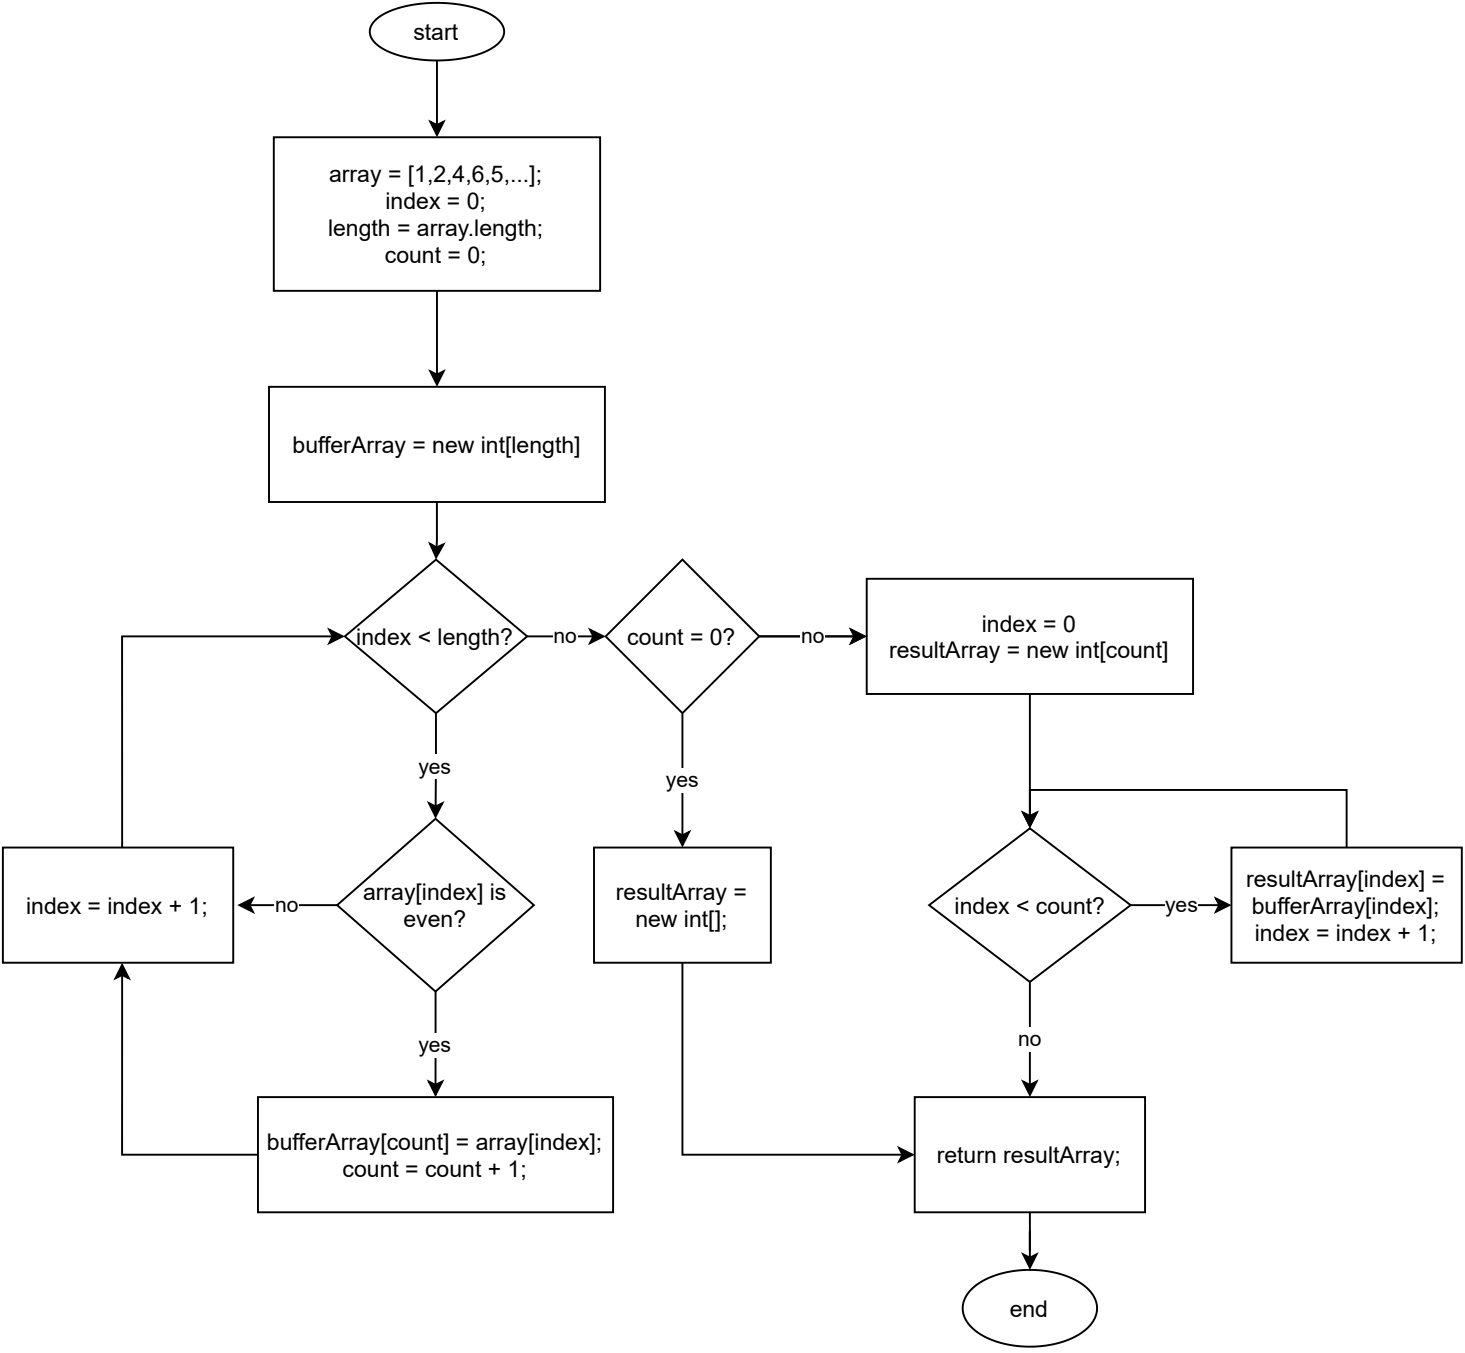 start
array = [1,2,4,6,5,...];
index = 0;
length = array.length;
count = 0;
bufferArray = new int[length]
index < length?
no
count = 0?
no
index = 0
resultArray = new int[count]
yes
yes
index = index + 1;
no
array[index] is
even?
resultArray =
new int[];
index < count?
yes
resultArray[index] =
bufferArray[index];
index = index + 1;
yes
no
bufferArray[count] = array[index];
count = count + 1;
return resultArray;
end